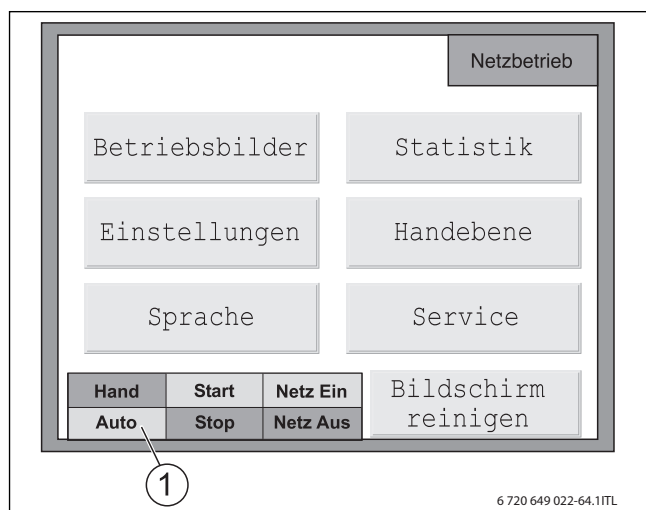 Netzbetrieb
Betriebsbilder
Statistik
Einstellungen
Handebene
Sprache
Service
Hand
Start
Netz Ein
Auto
Stop
Netz Aus
Bildschirm
reinigen
1
6 720 649 022-64.1ITL